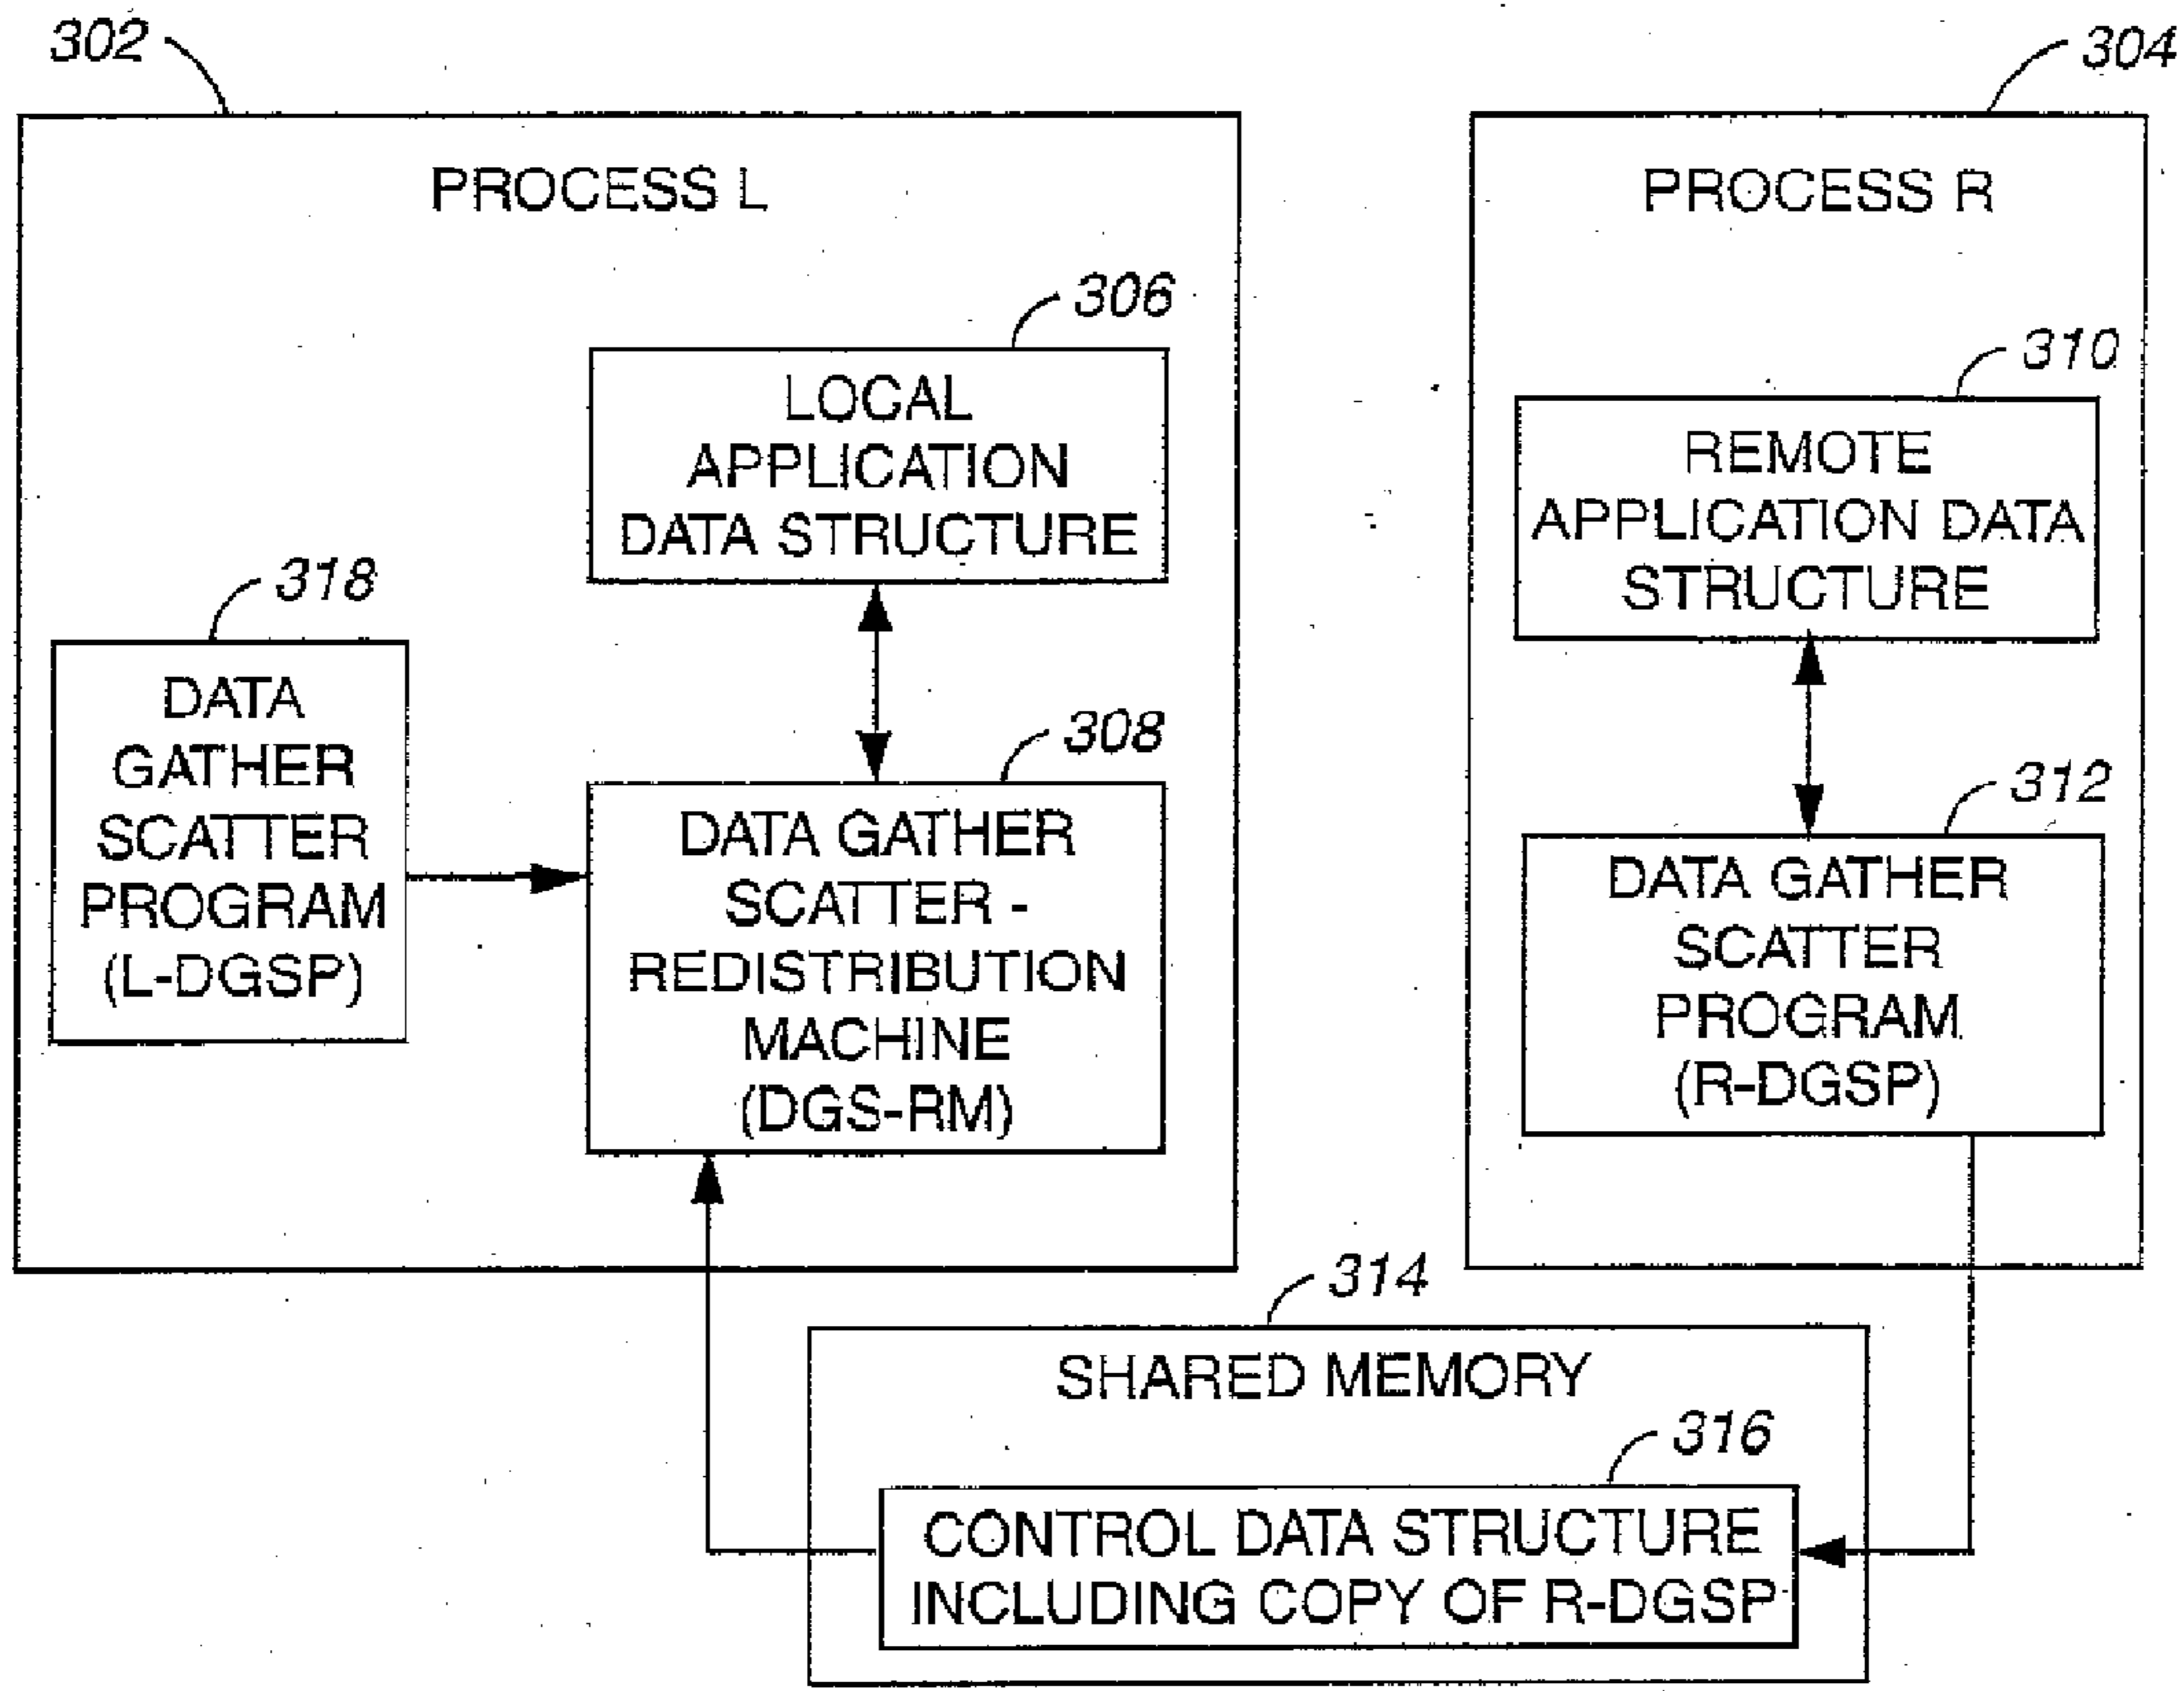 302
304
PROCESS L
PROCESS R
306
LOCAL
APPLICATION
DATA STRUCTURE
310
REMOTE
APPLICATION DATA
STRUCTURE
318
DATA
GATHER
SCATTER
PROGRAM
(L-DGSP)
308
DATA GATHER
SCATTER -
REDISTRIBUTION
MACHINE
(DGS-RM)
312
DATA GATHER
SCATTER
PROGRAM
(R-DGSP)
314
SHARED MEMORY
316
CONTROL DATA STRUCTURE
INCLUDING COPY OF R-DGSP